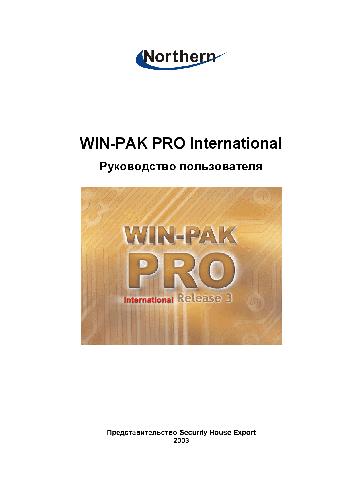 Northern
WIN-PAK PRO International
Руководство пользователя
WIN-PAK
PRO
International Release 3
Представительство Security House Export
2003